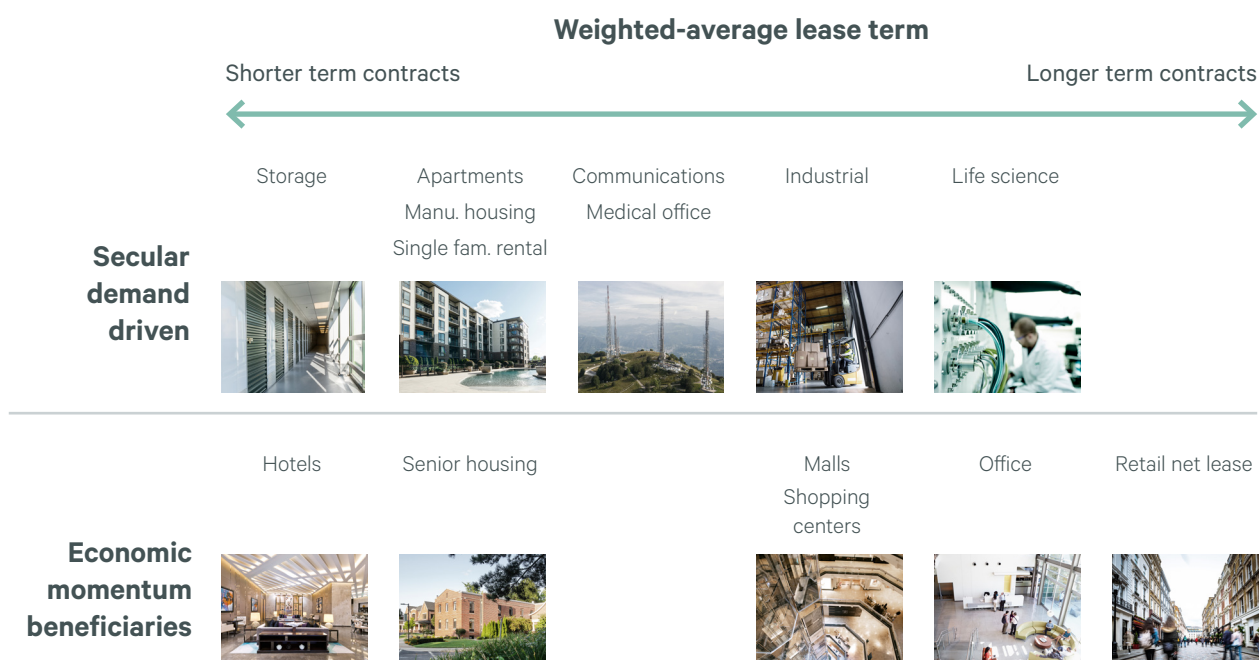 Weighted-average lease term
Shorter term contracts
Longer term contracts
Storage
Apartments
Manu. housing
Single fam. rental
Communications
Medical office
Industrial
Life science
Secular
demand
driven
Hotels
Senior housing
Malls
Shopping
centers
Office
Retail net lease
Economic
momentum
beneficiaries